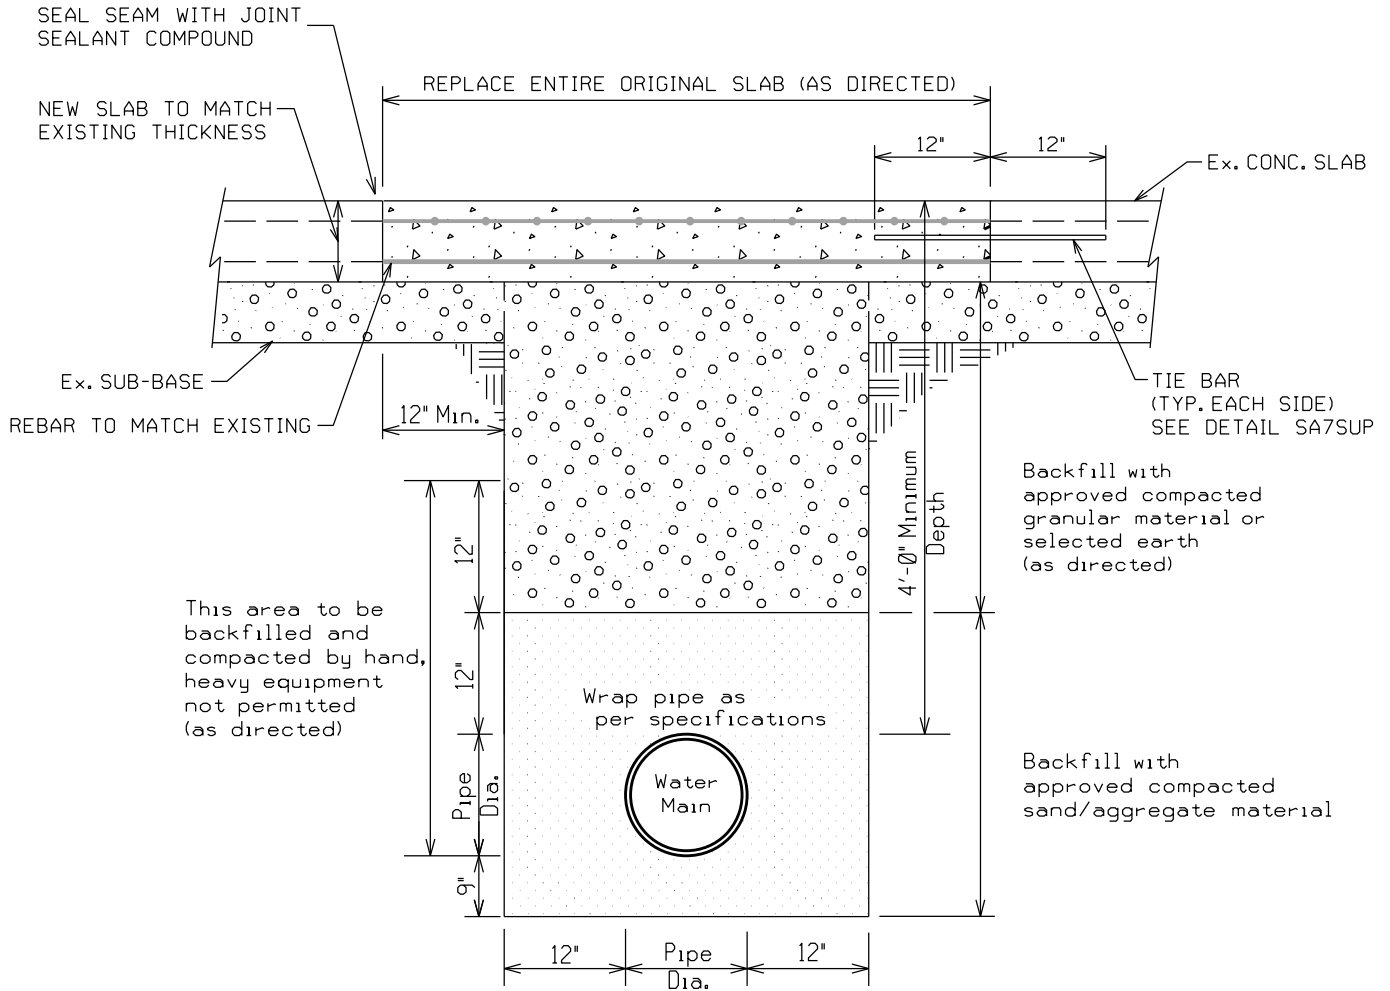 SEAL SEAM WITH JOINT
SEALANT COMPOUND
REPLACE ENTIRE ORIGINAL SLAB (AS DIRECTED)
NEW SLAB TO MATCH
EXISTING THICKNESS
12"
12"
Ex. CONC. SLAB
Ex. SUB-BASE
REBAR TO MATCH EXISTING
12" Min.
TIE BAR
(TYP. EACH SIDE)
SEE DETAIL SA7SUP
4'-0" Minimum
Depth
Backfill with
approved compacted
granular material or
selected earth
(as directed)
12"
This area to be
backfilled and
compacted by hand,
heavy equipment
not permitted
(as directed)
12"
Wrap pipe as
per specifications
Water
Main
Pipe
Dia.
Backfill with
approved compacted
sand/aggregate material
9"
12"
Pipe
Dia.
12"